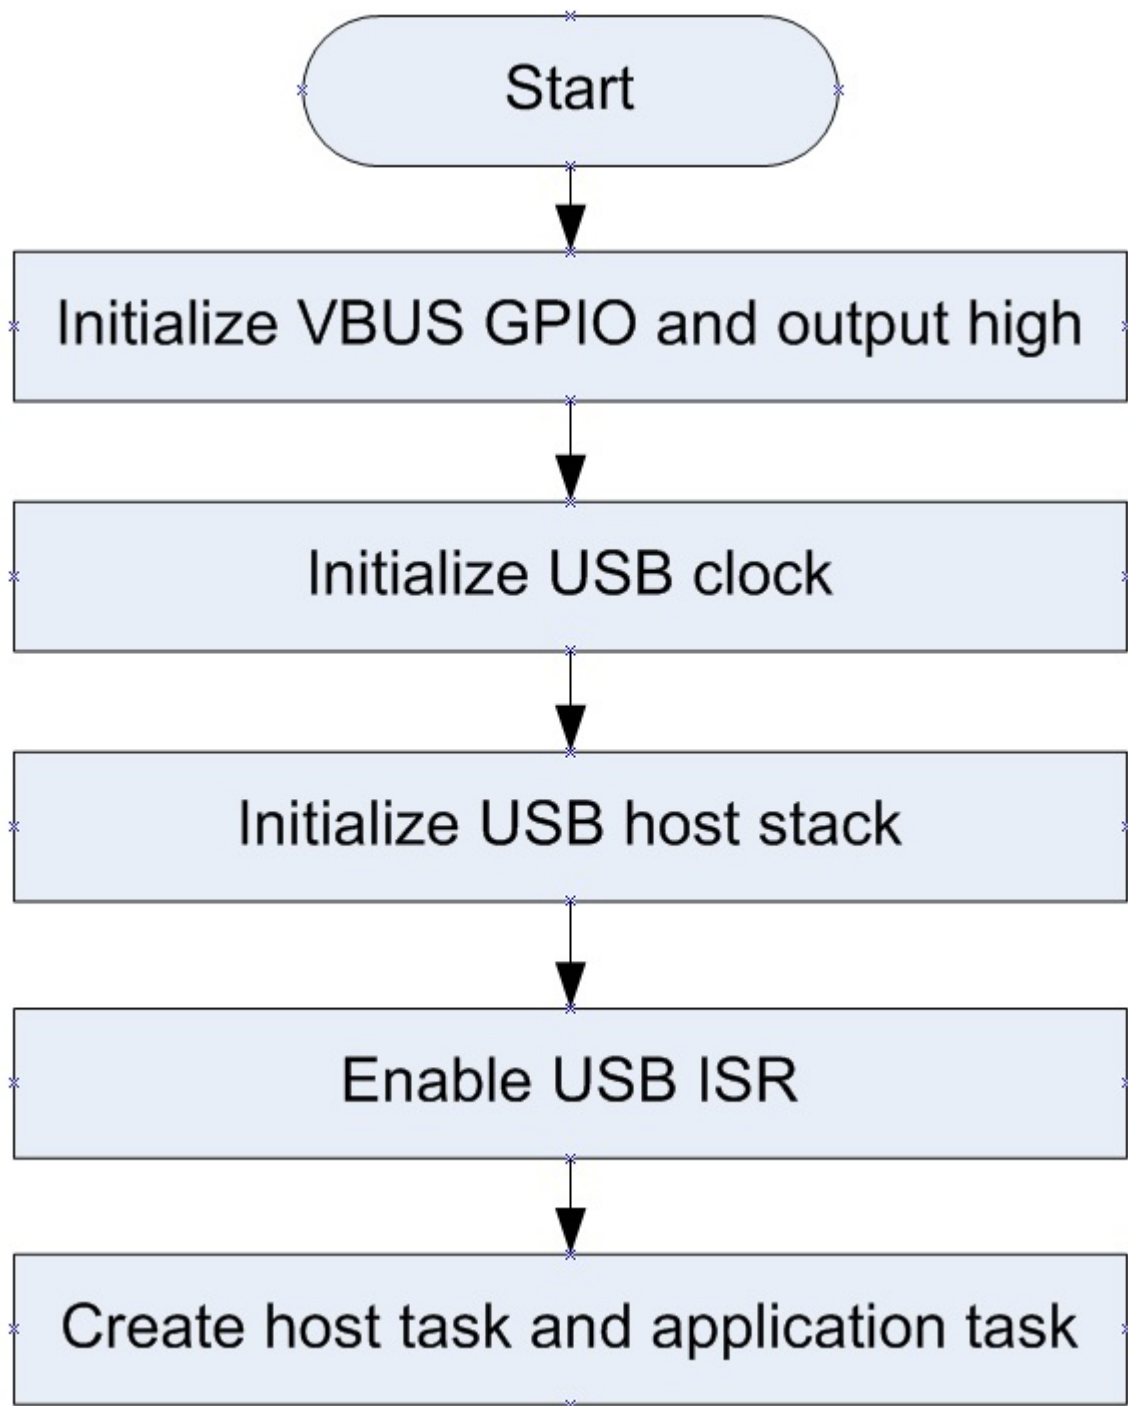 Start
Initialize VBUS GPIO and output high
Initialize USB clock
Initialize USB host stack
Enable USB ISR
Create host task and application task